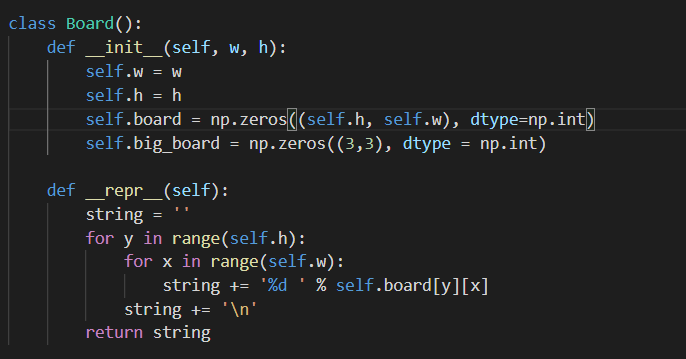 class Board():
    def __init__(self, w, h):
        self.w = w
        self.h = h
        self.board = np.zeros((self.h, self.w), dtype=np.int)
        self.big_board = np.zeros((3,3), dtype = np.int)

    def __repr__(self):
        string = ''
        for y in range(self.h):
            for x in range(self.w):
                string += '%d ' % self.board[y][x]
            string += '\n'
        return string